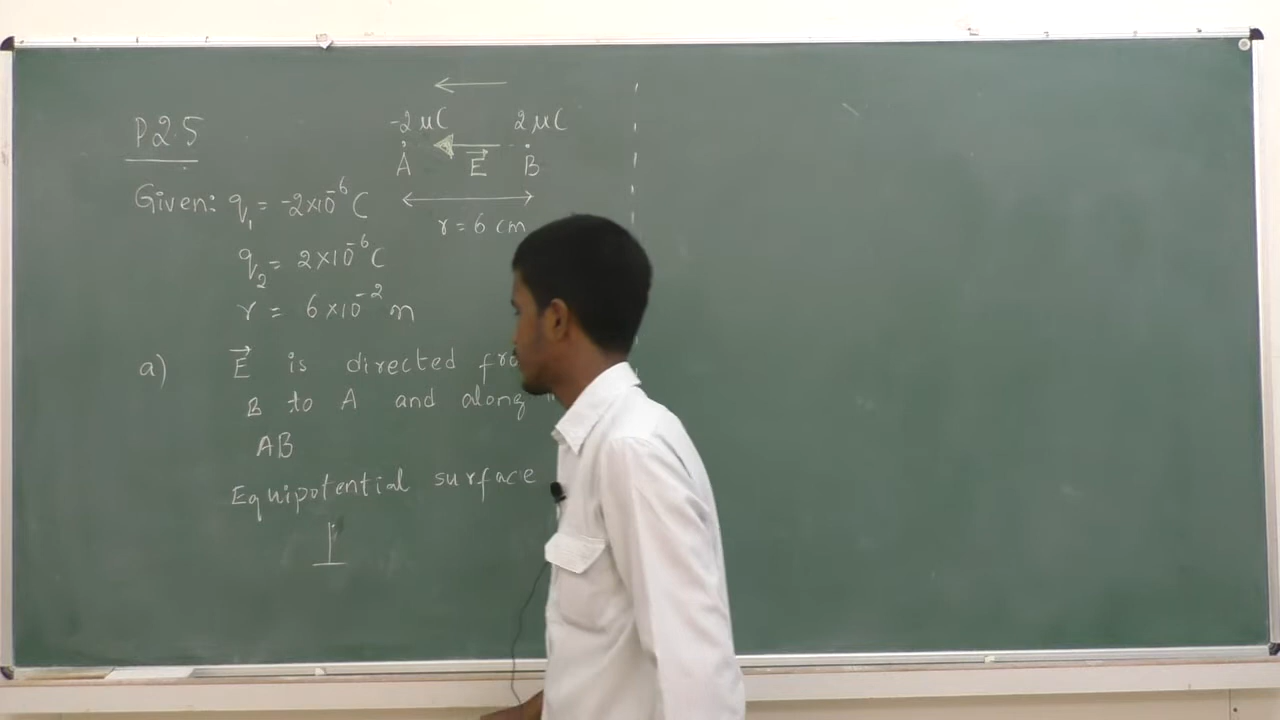 P2.5
-2 μC 2 μC
A E⃗ B
r = 6 cm
Given: q₁ = -2×10⁻⁶ C
q₂ = 2×10⁻⁶ C
r = 6×10⁻² m
a) E⃗ is directed
B to A and along
AB
Equipotential surface